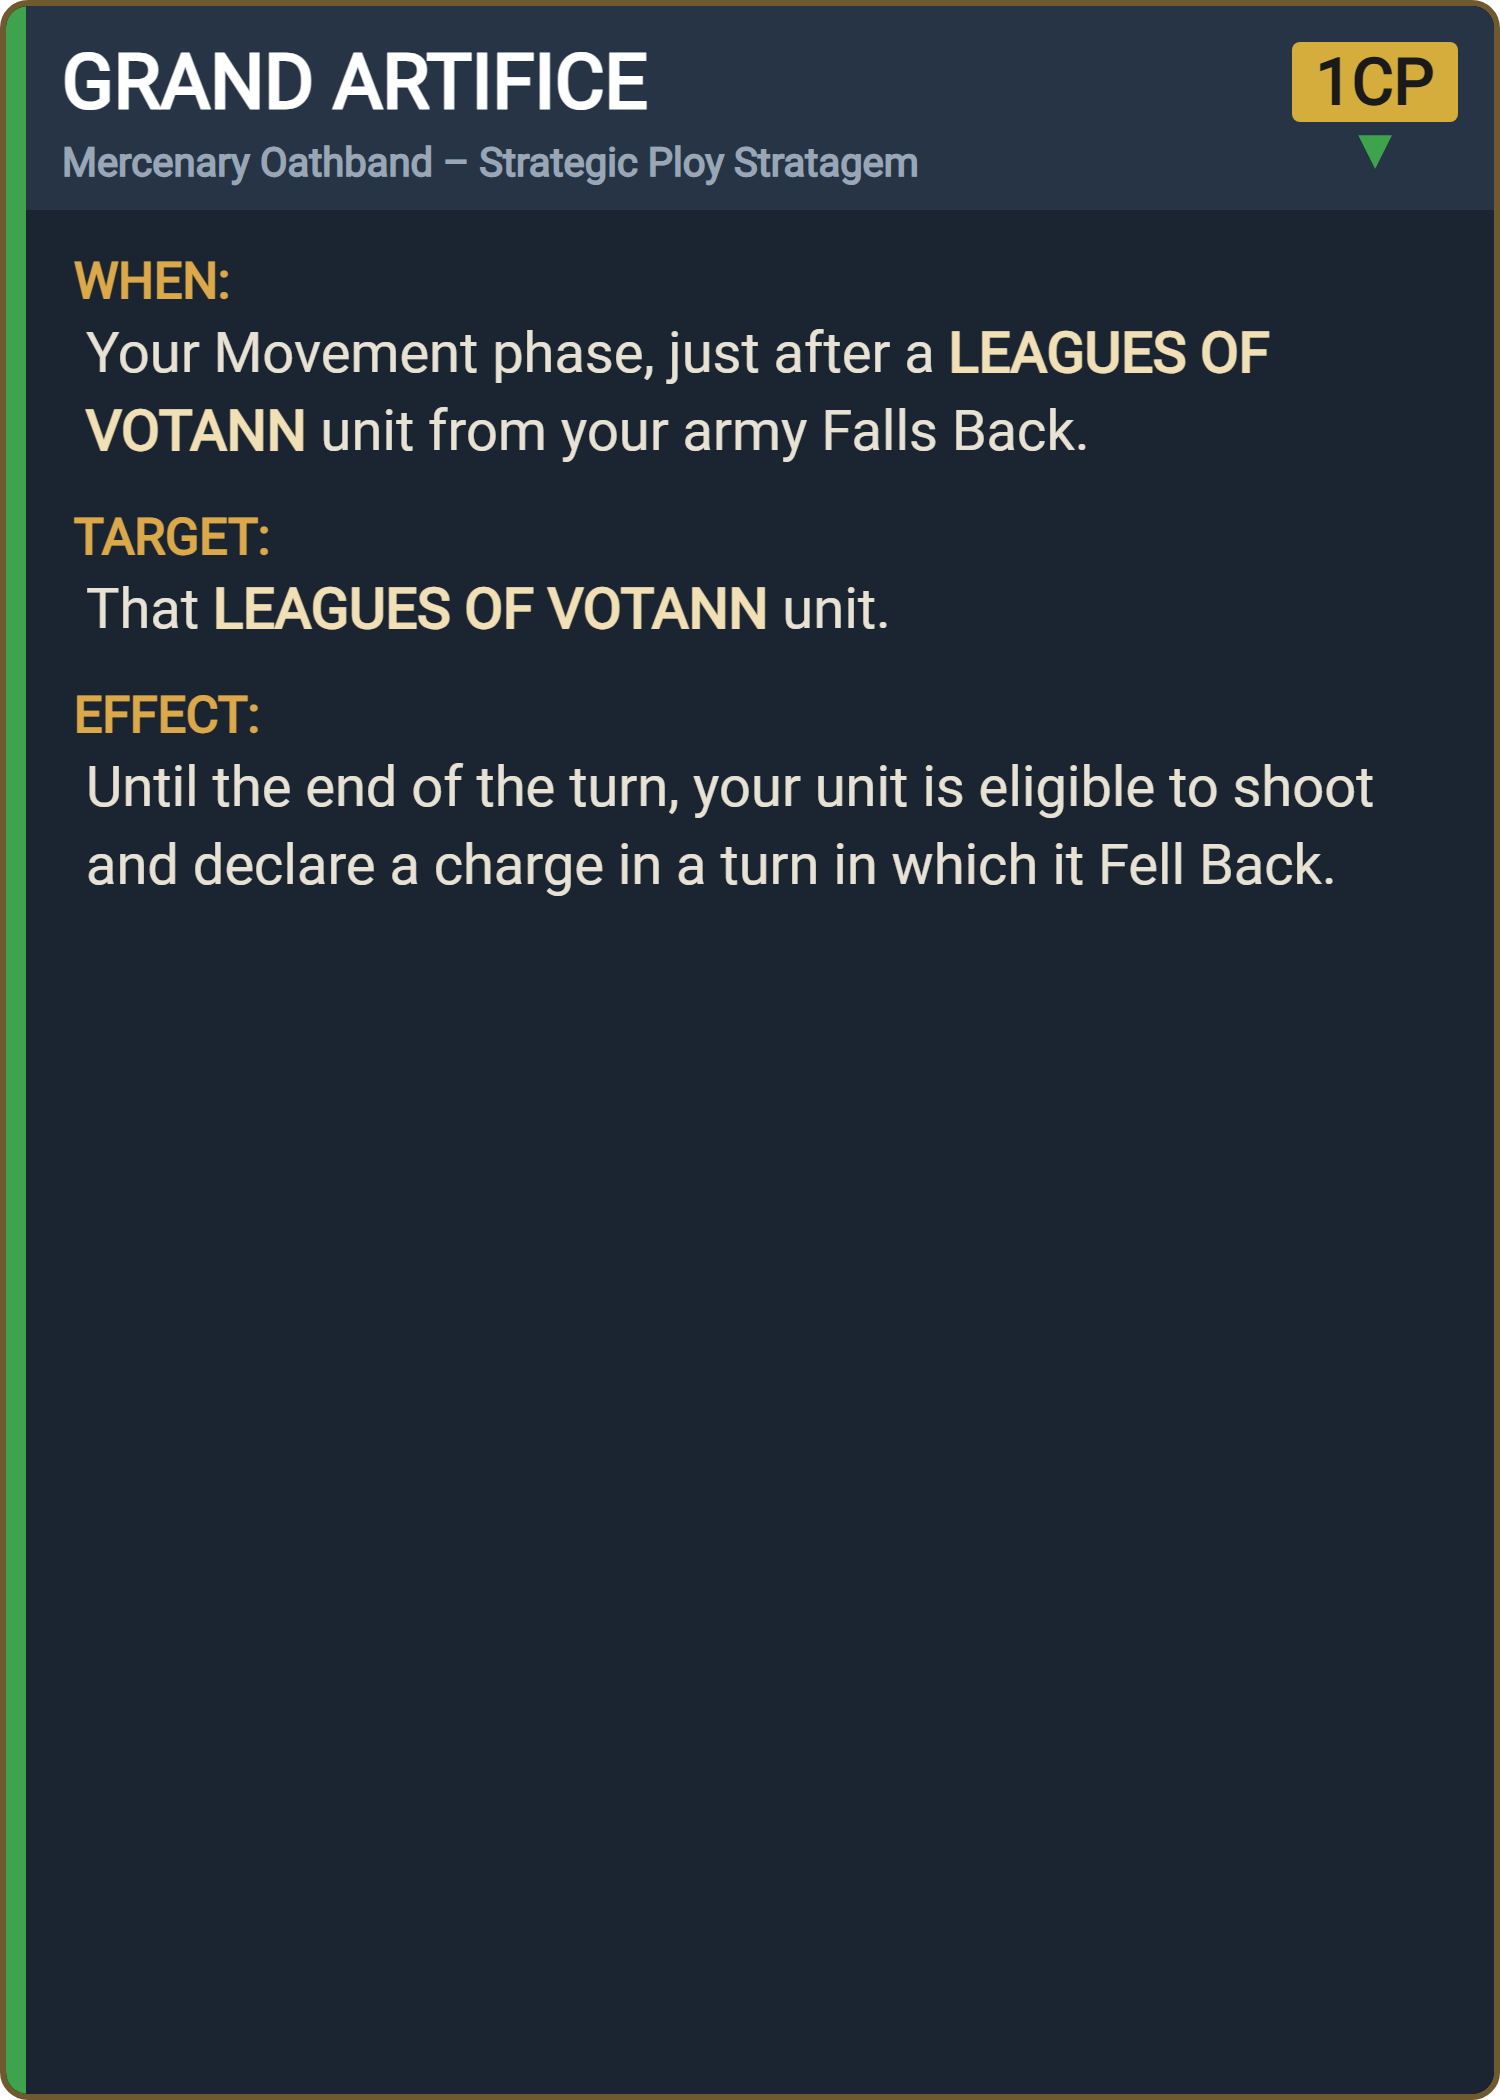 GRAND ARTIFICE
1CP
Mercenary Oathband – Strategic Ploy Stratagem
WHEN:
Your Movement phase, just after a LEAGUES OF
VOTANN unit from your army Falls Back.
TARGET:
That LEAGUES OF VOTANN unit.
EFFECT:
Until the end of the turn, your unit is eligible to shoot
and declare a charge in a turn in which it Fell Back.